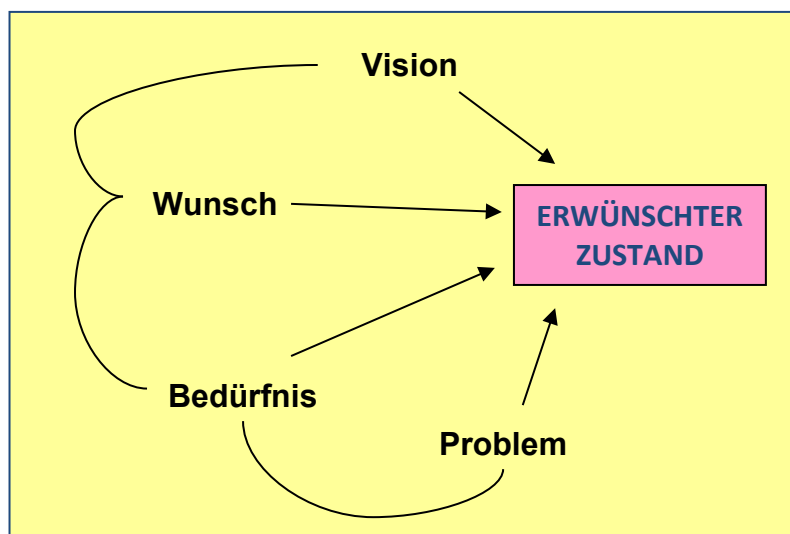 Vision
Wunsch
ERWÜNSCHTER
ZUSTAND
Bedürfnis
Problem